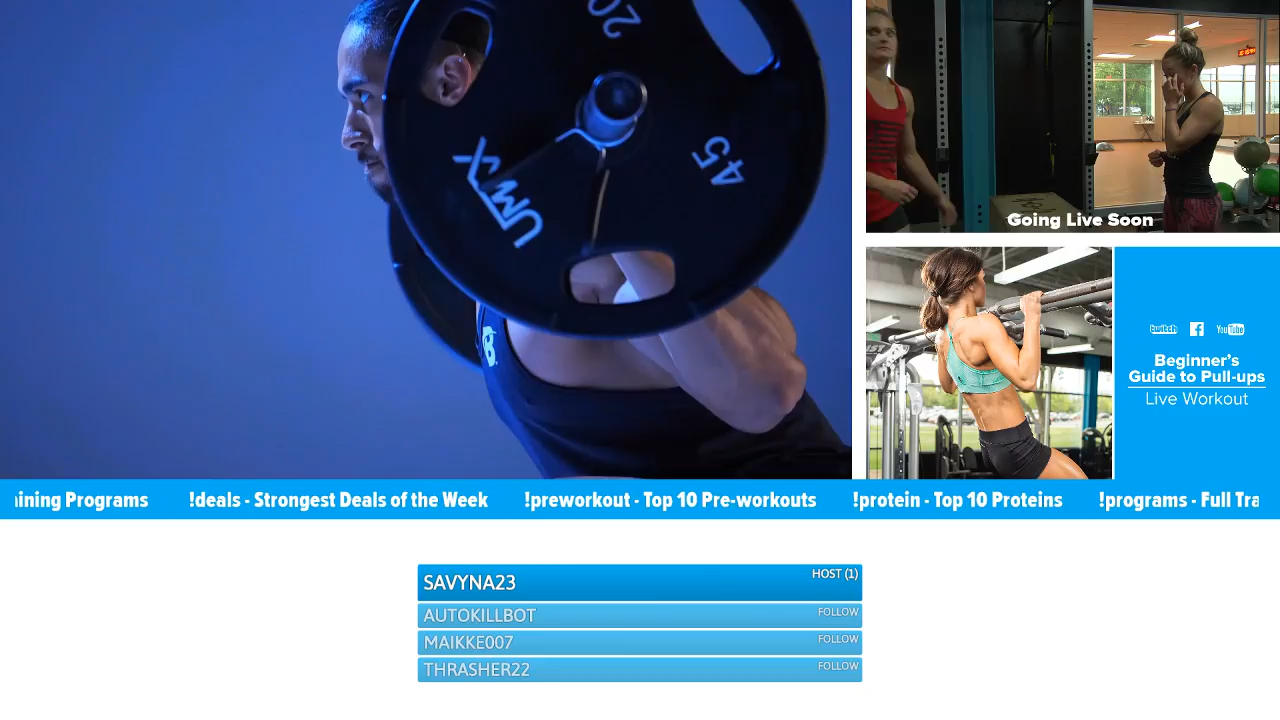 20
45
UMAX
Going Live Soon
twitch
You Tube
Beginner's
Guide to Pull-ups
Live Workout
ining Programs !deals - Strongest Deals of the Week !preworkout - Top 10 Pre-workouts !protein - Top 10 Proteins !programs - Full Tra
SAVYNA23 HOST (1)
AUTOKILLBOT FOLLOW
MAIKKE007 FOLLOW
THRASHER22 FOLLOW